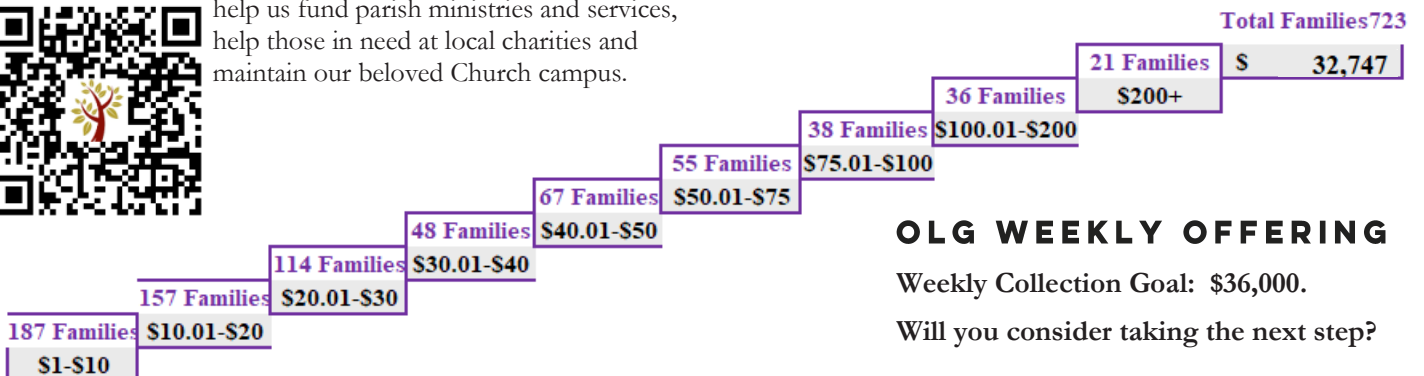 help us fund parish ministries and services,
help those in need at local charities and
maintain our beloved Church campus.
Total Families723
$ 32,747
21 Families
$200+
36 Families
$100.01-$200
38 Families
$75.01-$100
55 Families
$50.01-$75
67 Families
$40.01-$50
48 Families
$30.01-$40
114 Families
$20.01-$30
157 Families
$10.01-$20
187 Families
$1-$10
OLG WEEKLY OFFERING
Weekly Collection Goal: $36,000.
Will you consider taking the next step?